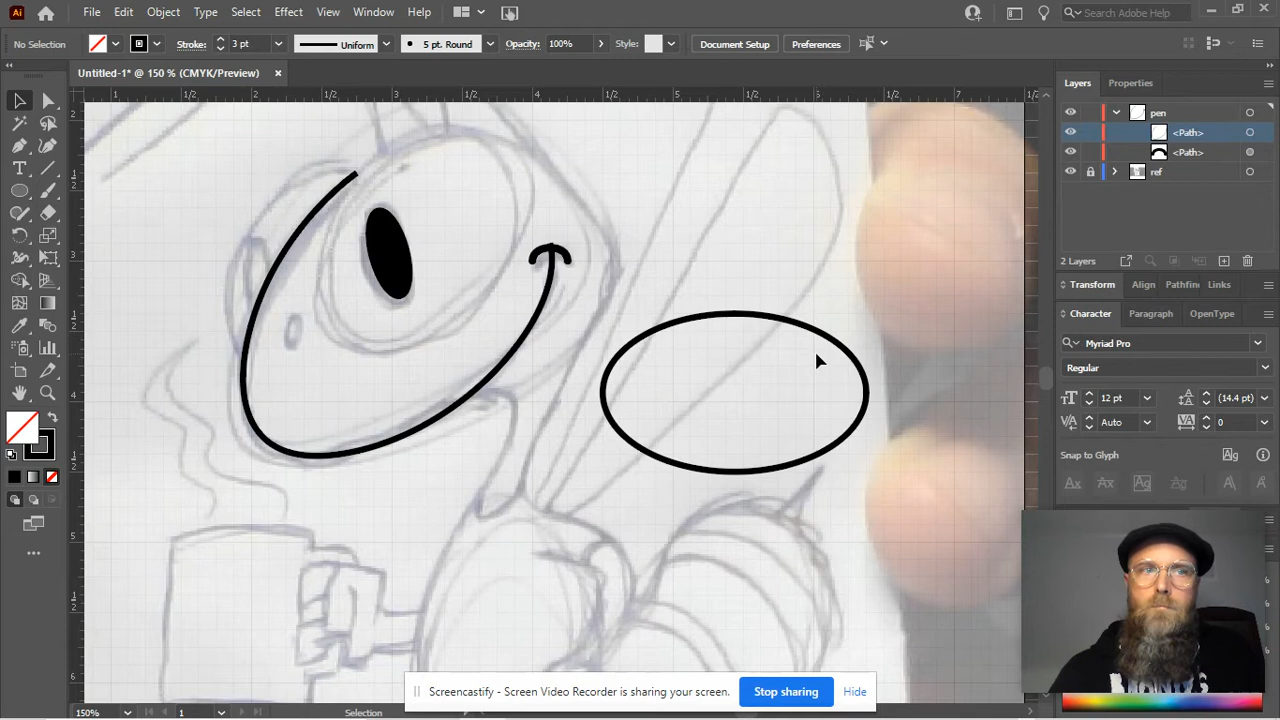 Ai File Edit Object Type Select Effect View Window Help Search Adobe Help
No Selection Stroke: 3 pt Uniform 5 pt. Round Opacity: 100% Style: Document Setup Preferences
Untitled-1* @ 150 % (CMYK/Preview)
Layers Properties
pen
<Path>
<Path>
ref
2 Layers
Transform Align Pathfin Links
Character Paragraph OpenType
Myriad Pro
Regular
12 pt (14.4 pt)
Auto 0
Snap to Glyph
Screencastify - Screen Video Recorder is sharing your screen. Stop sharing Hide
150% 1 Selection